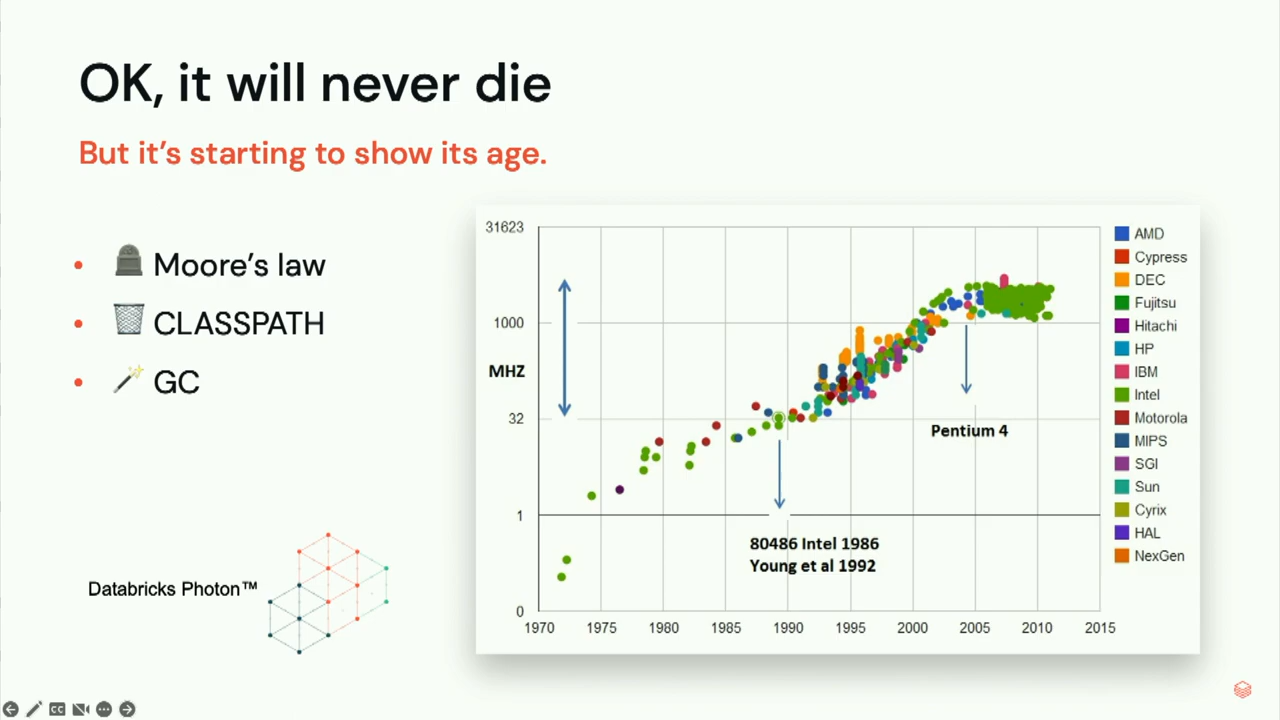 OK, it will never die
But it's starting to show its age.
Moore's law
CLASSPATH
GC
Databricks Photon™
31623
1000
MHZ
32
1
0
1970 1975 1980 1985 1990 1995 2000 2005 2010 2015
Pentium 4
80486 Intel 1986
Young et al 1992
AMD
Cypress
DEC
Fujitsu
Hitachi
HP
IBM
Intel
Motorola
MIPS
SGI
Sun
Cyrix
HAL
NexGen
CC